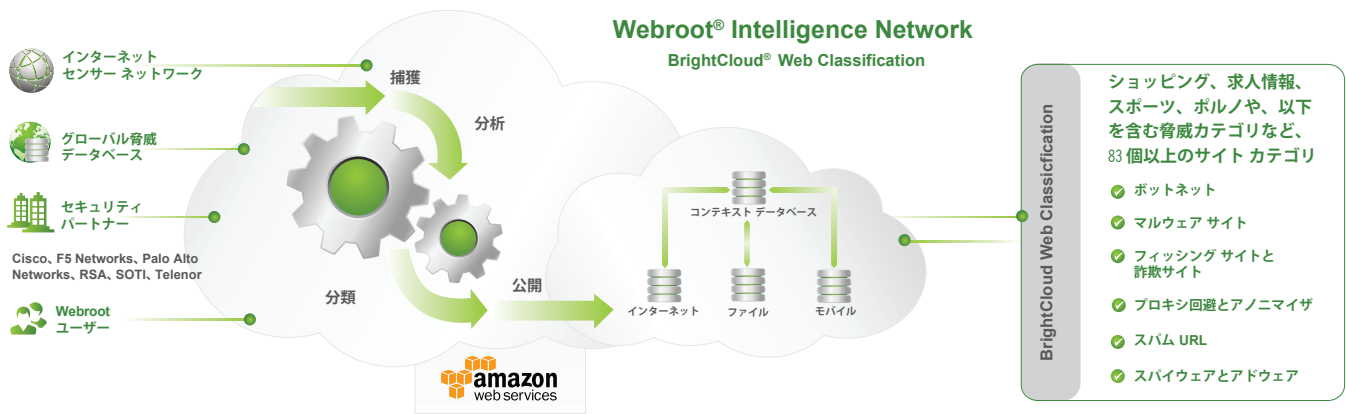 Webroot® Intelligence Network
BrightCloud® Web Classification
インターネット
センサー ネットワーク
グローバル脅威
データベース
セキュリティ
パートナー
Cisco、F5 Networks、Palo Alto
Networks、RSA、SOTI、Telenor
Webroot
ユーザー
捕獲
分析
分類
公開
コンテキスト データベース
インターネット
ファイル
モバイル
amazon
web services
BrightCloud Web Classicfication
ショッピング、求人情報、
スポーツ、ポルノや、以下
を含む脅威カテゴリなど、
83 個以上のサイト カテゴリ
ボットネット
マルウェア サイト
フィッシング サイトと
詐欺サイト
プロキシ回避とアノニマイザ
スパム URL
スパイウェアとアドウェア